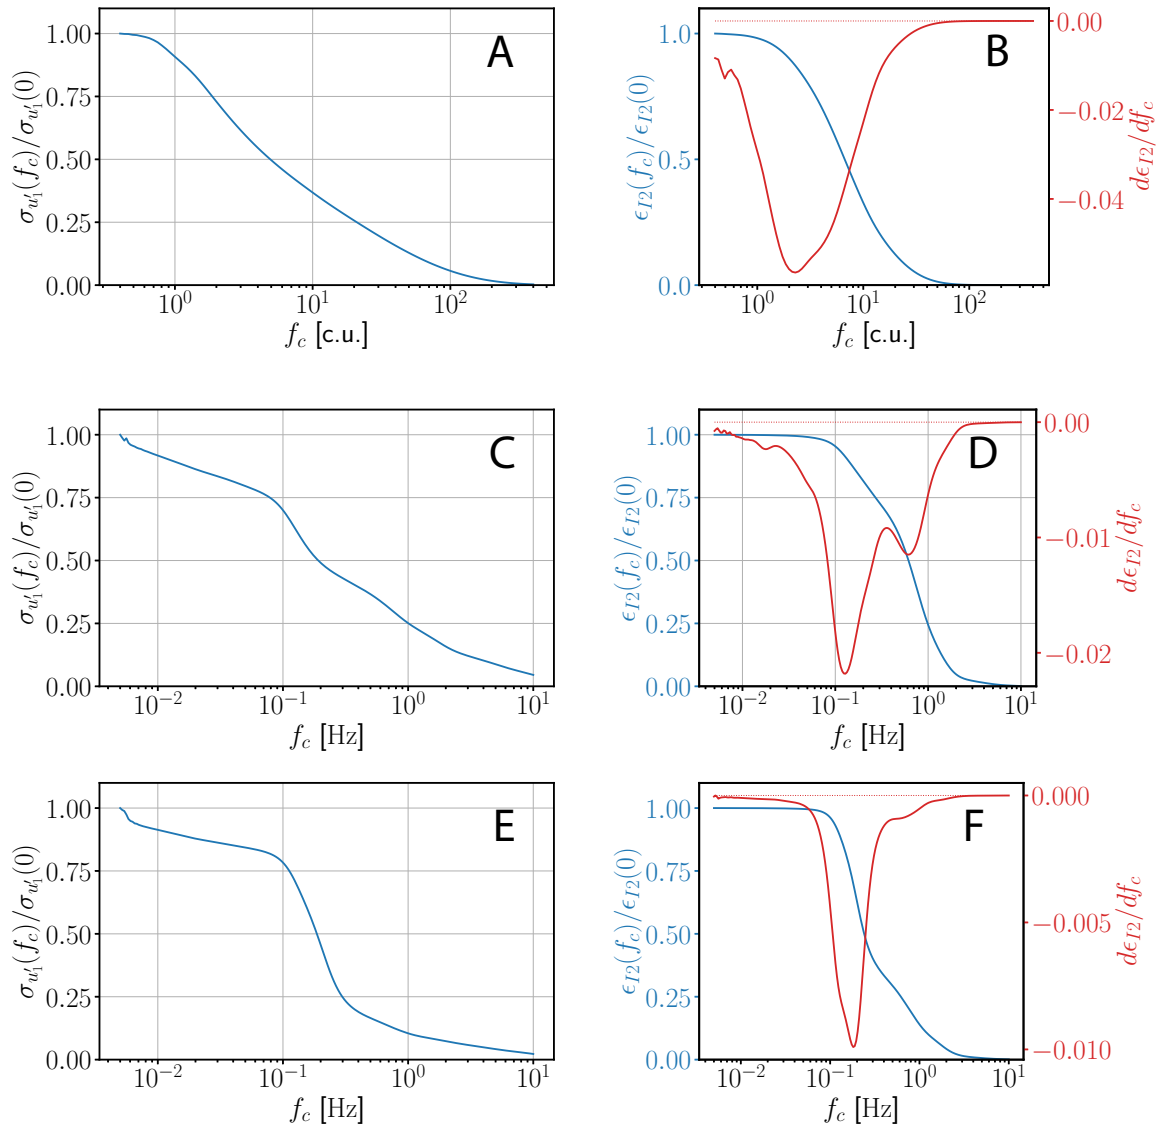 A
1.00
0.75
0.50
0.25
0.00
σ_{u'_1}(f_c)/σ_{u'_1}(0)
10^0
10^1
10^2
f_c [c.u.]
B
1.0
0.5
0.0
ϵ_{I2}(f_c)/ϵ_{I2}(0)
0.00
−0.02
−0.04
dϵ_{I2}/df_c
10^0
10^1
10^2
f_c [c.u.]
C
1.00
0.75
0.50
0.25
0.00
σ_{u'_1}(f_c)/σ_{u'_1}(0)
10^{−2}
10^{−1}
10^0
10^1
f_c [Hz]
D
1.00
0.75
0.50
0.25
0.00
ϵ_{I2}(f_c)/ϵ_{I2}(0)
0.00
−0.01
−0.02
dϵ_{I2}/df_c
10^{−2}
10^{−1}
10^0
10^1
f_c [Hz]
E
1.00
0.75
0.50
0.25
0.00
σ_{u'_1}(f_c)/σ_{u'_1}(0)
10^{−2}
10^{−1}
10^0
10^1
f_c [Hz]
F
1.00
0.75
0.50
0.25
0.00
ϵ_{I2}(f_c)/ϵ_{I2}(0)
0.000
−0.005
−0.010
dϵ_{I2}/df_c
10^{−2}
10^{−1}
10^0
10^1
f_c [Hz]